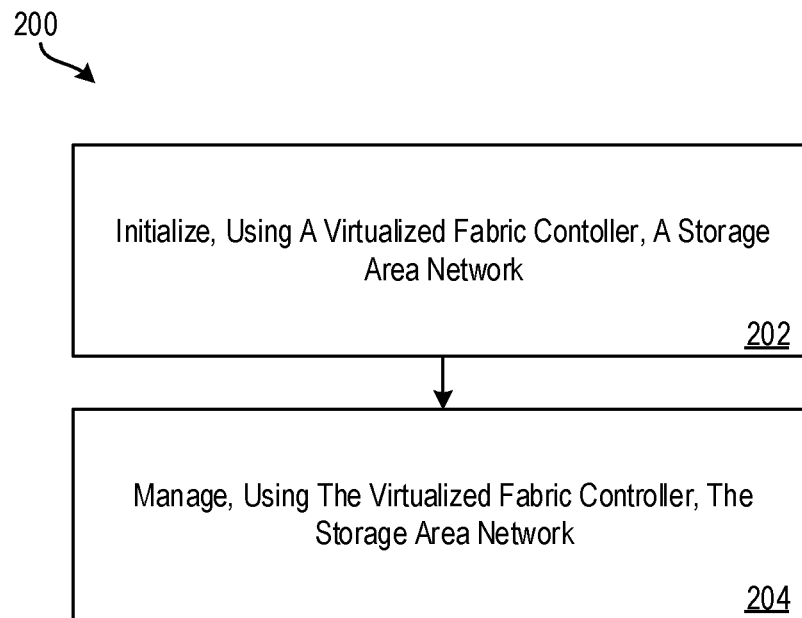 200
Initialize, Using A Virtualized Fabric Contoller, A Storage
Area Network
202
Manage, Using The Virtualized Fabric Controller, The
Storage Area Network
204